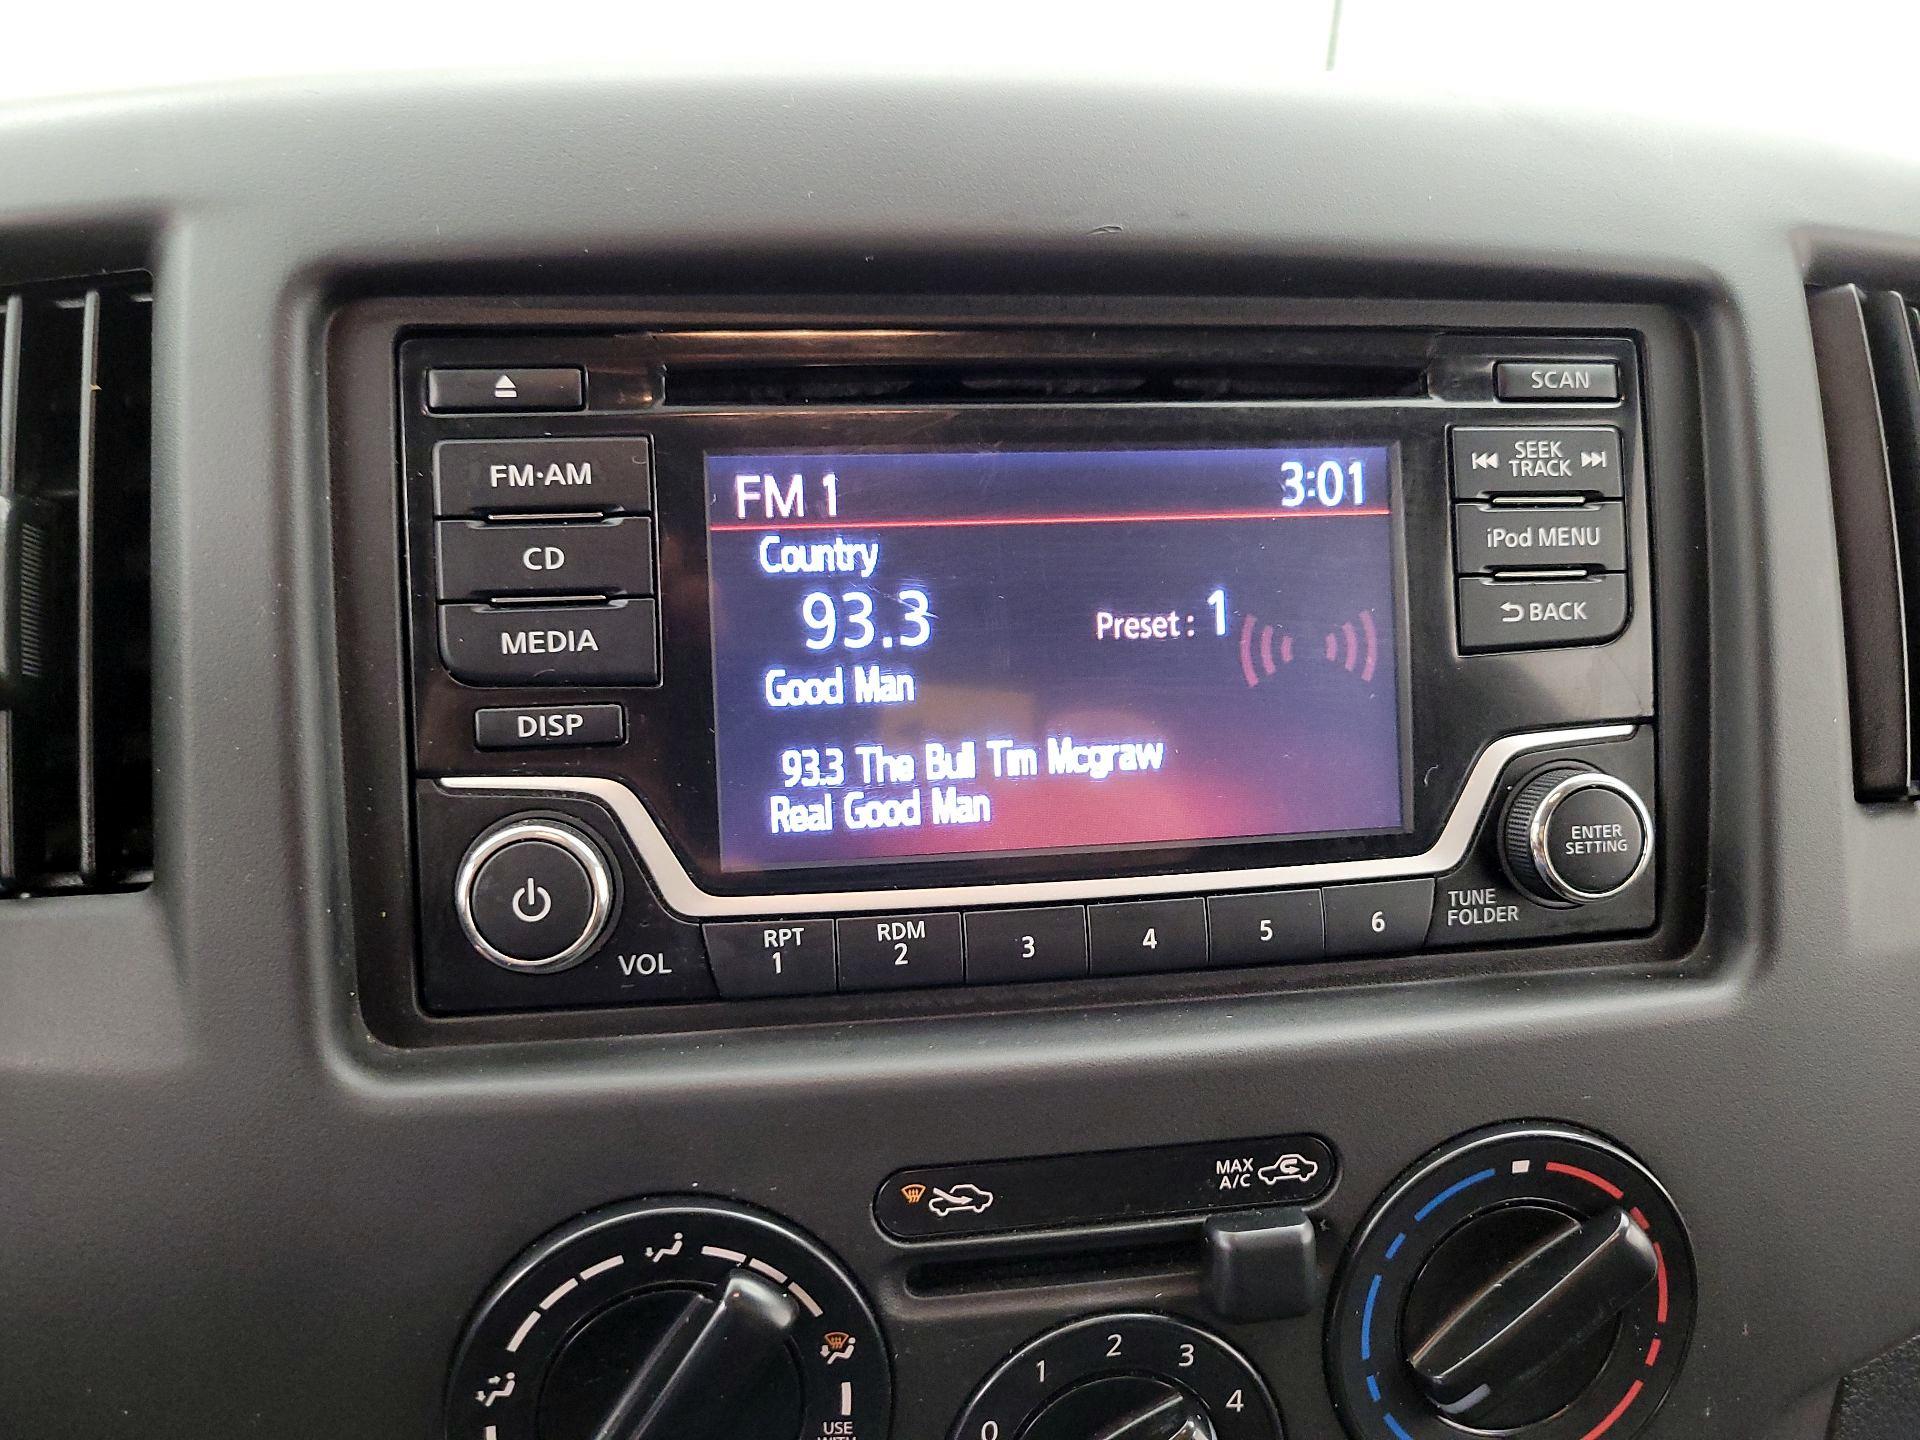 SCAN
FM·AM
CD
MEDIA
DISP
FM 1 3:01
Country
93.3 Preset: 1
Good Man
93.3 The Bull Tim Mcgraw
Real Good Man
SEEK
TRACK
iPod MENU
BACK
ENTER
SETTING
TUNE
FOLDER
VOL
RPT
1
RDM
2
3
4
5
6
MAX
A/C
0 1 2 3 4
USE
WITH